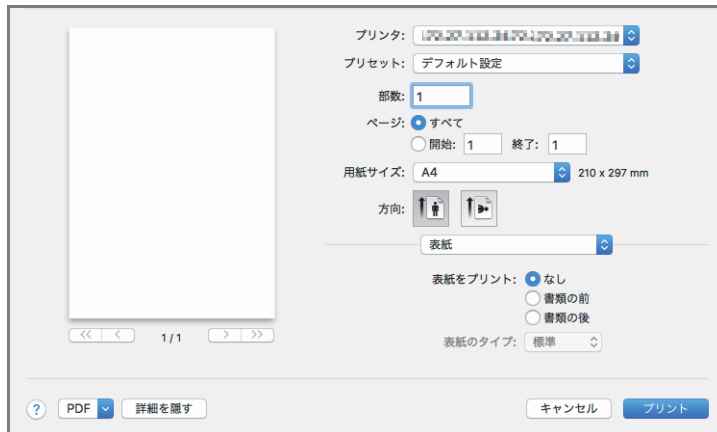 プリンタ:
プリセット: デフォルト設定
部数: 1
ページ: すべて
開始: 1 終了: 1
用紙サイズ: A4 210 x 297 mm
方向:
表紙
表紙をプリント: なし
書類の前
書類の後
表紙のタイプ: 標準
<< < 1 / 1 > >>
? PDF 詳細を隠す キャンセル プリント